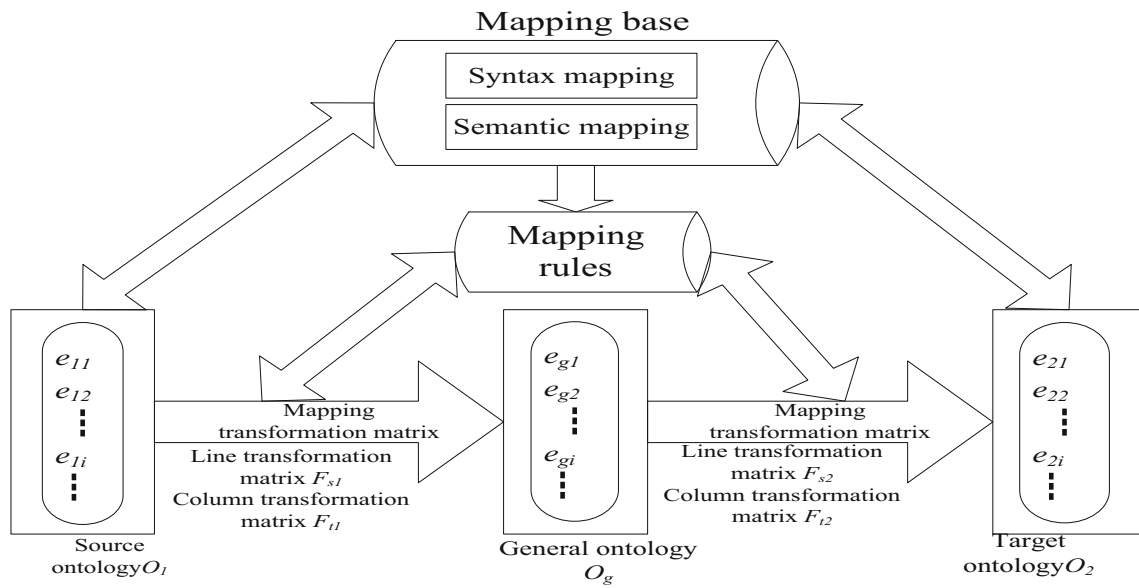 Mapping base
Syntax mapping
Semantic mapping
Mapping
rules
e11
e12
e1i
Source
ontologyO1
Mapping
transformation matrix
Line transformation
matrix Fs1
Column transformation
matrix Ft1
eg1
eg2
egi
General ontology
Og
Mapping
transformation matrix
Line transformation
matrix Fs2
Column transformation
matrix Ft2
e21
e22
e2i
Target
ontologyO2